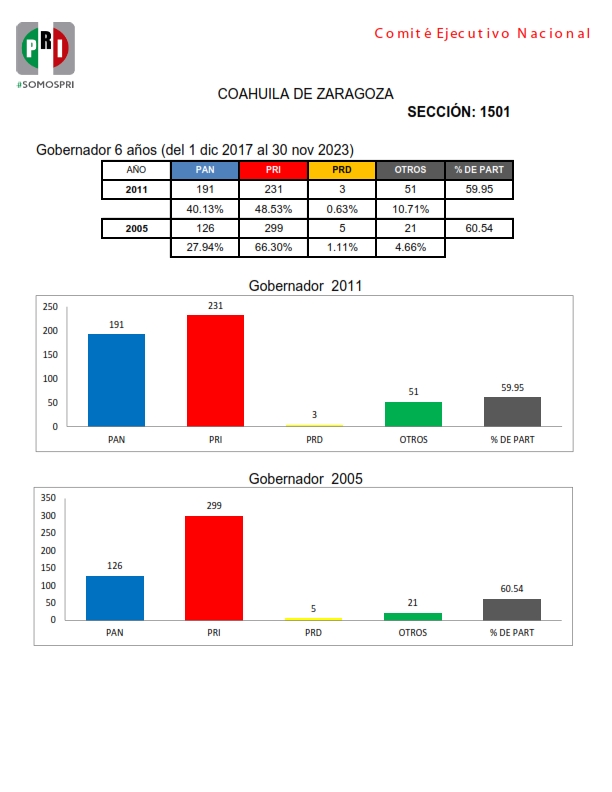 PRI
#SOMOSPRI
Comité Ejecutivo Nacional
COAHUILA DE ZARAGOZA
SECCIÓN: 1501
Gobernador 6 años (del 1 dic 2017 al 30 nov 2023)
AÑO PAN PRI PRD OTROS % DE PART
2011 191 231 3 51 59.95
40.13% 48.53% 0.63% 10.71%
2005 126 299 5 21 60.54
27.94% 66.30% 1.11% 4.66%
Gobernador 2011
250
200
150
100
50
0
191
231
3
51
59.95
PAN PRI PRD OTROS % DE PART
Gobernador 2005
350
300
250
200
150
100
50
0
126
299
5
21
60.54
PAN PRI PRD OTROS % DE PART